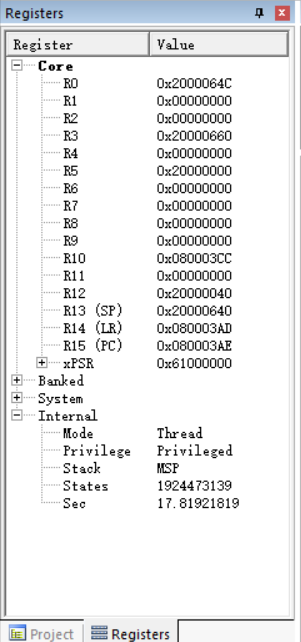 Registers
Register Value
Core
R0 0x2000064C
R1 0x00000000
R2 0x00000000
R3 0x20000660
R4 0x00000000
R5 0x20000000
R6 0x00000000
R7 0x00000000
R8 0x00000000
R9 0x00000000
R10 0x080003CC
R11 0x00000000
R12 0x20000040
R13 (SP) 0x20000640
R14 (LR) 0x080003AD
R15 (PC) 0x080003AE
xPSR 0x61000000
Banked
System
Internal
Mode Thread
Privilege Privileged
Stack MSP
States 1924473139
Sec 17.81921819
Project Registers